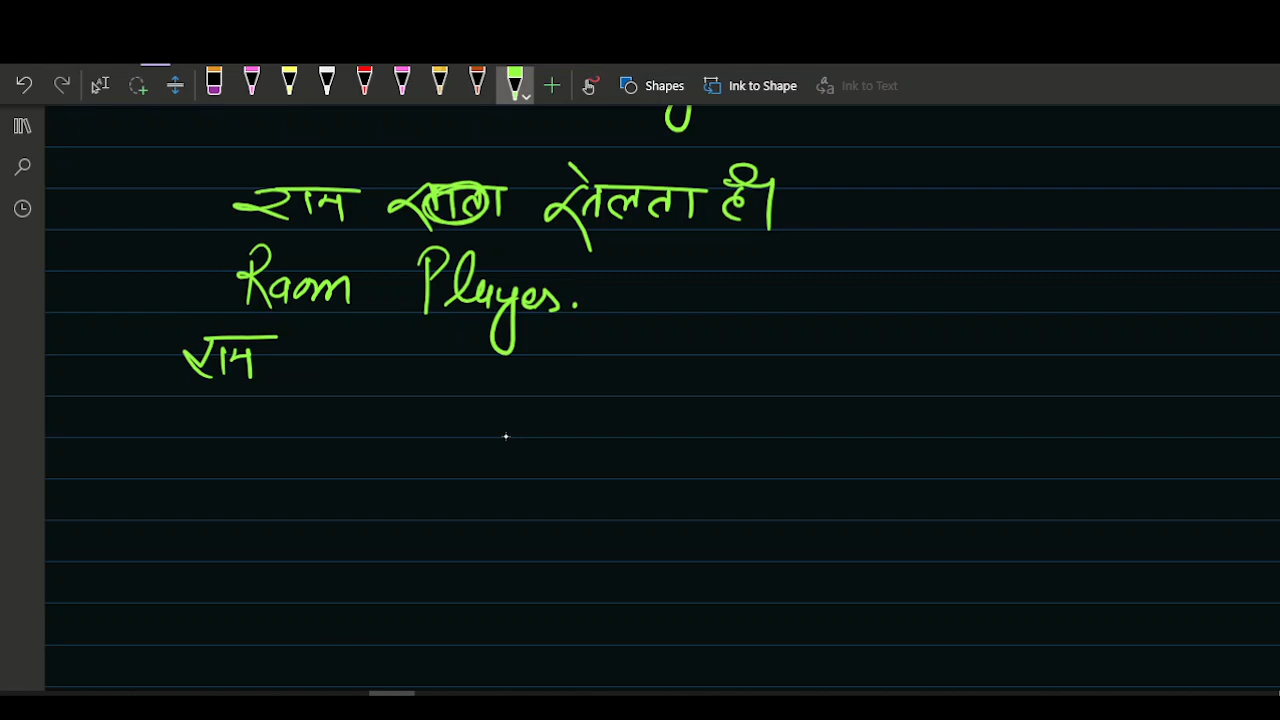 Shapes Ink to Shape Ink to Text
राम खेलता है।
Raam Playes.
राम